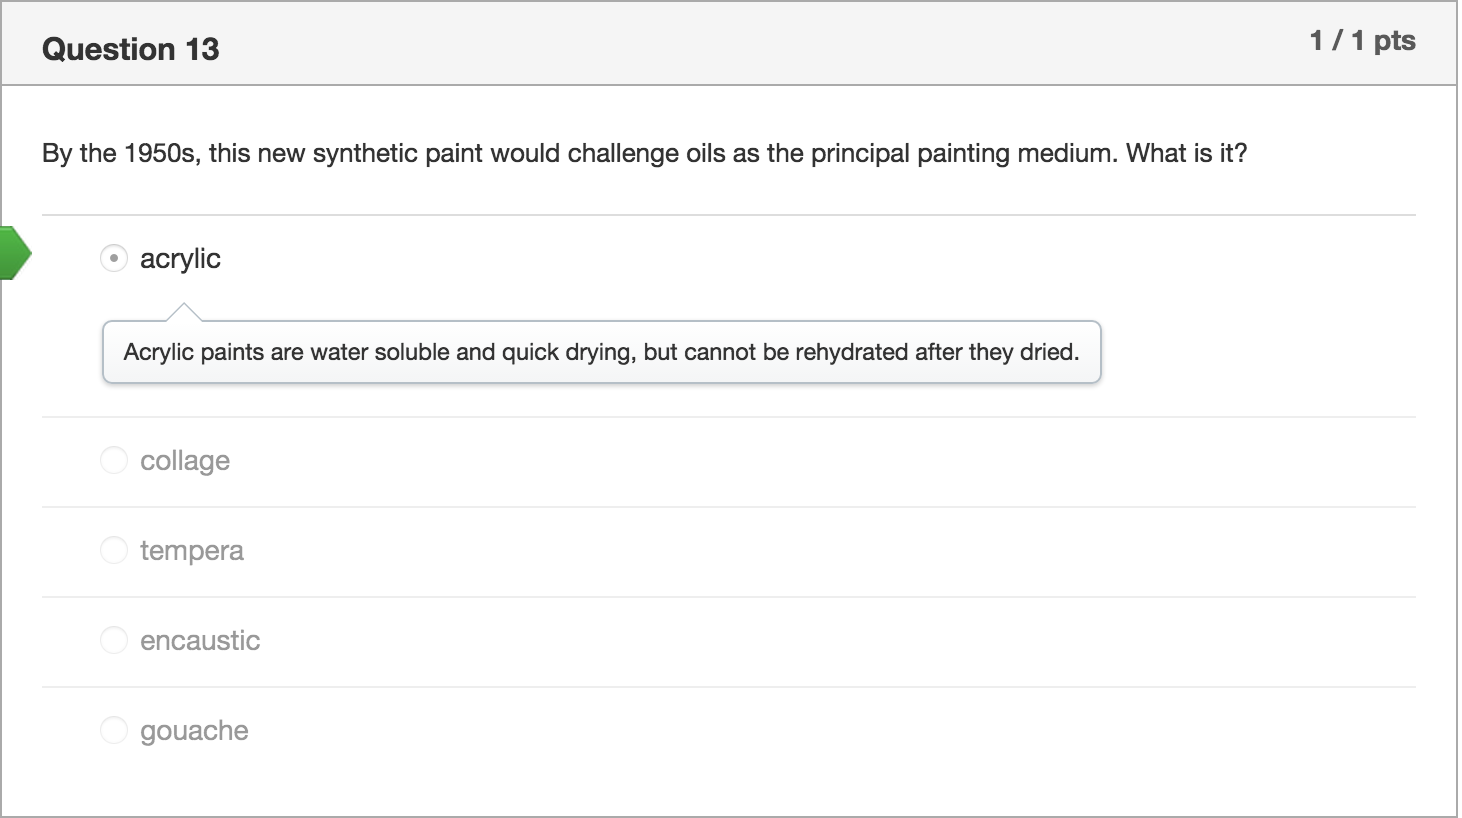 Question 13
1 / 1 pts
By the 1950s, this new synthetic paint would challenge oils as the principal painting medium. What is it?
acrylic
Acrylic paints are water soluble and quick drying, but cannot be rehydrated after they dried.
collage
tempera
encaustic
gouache